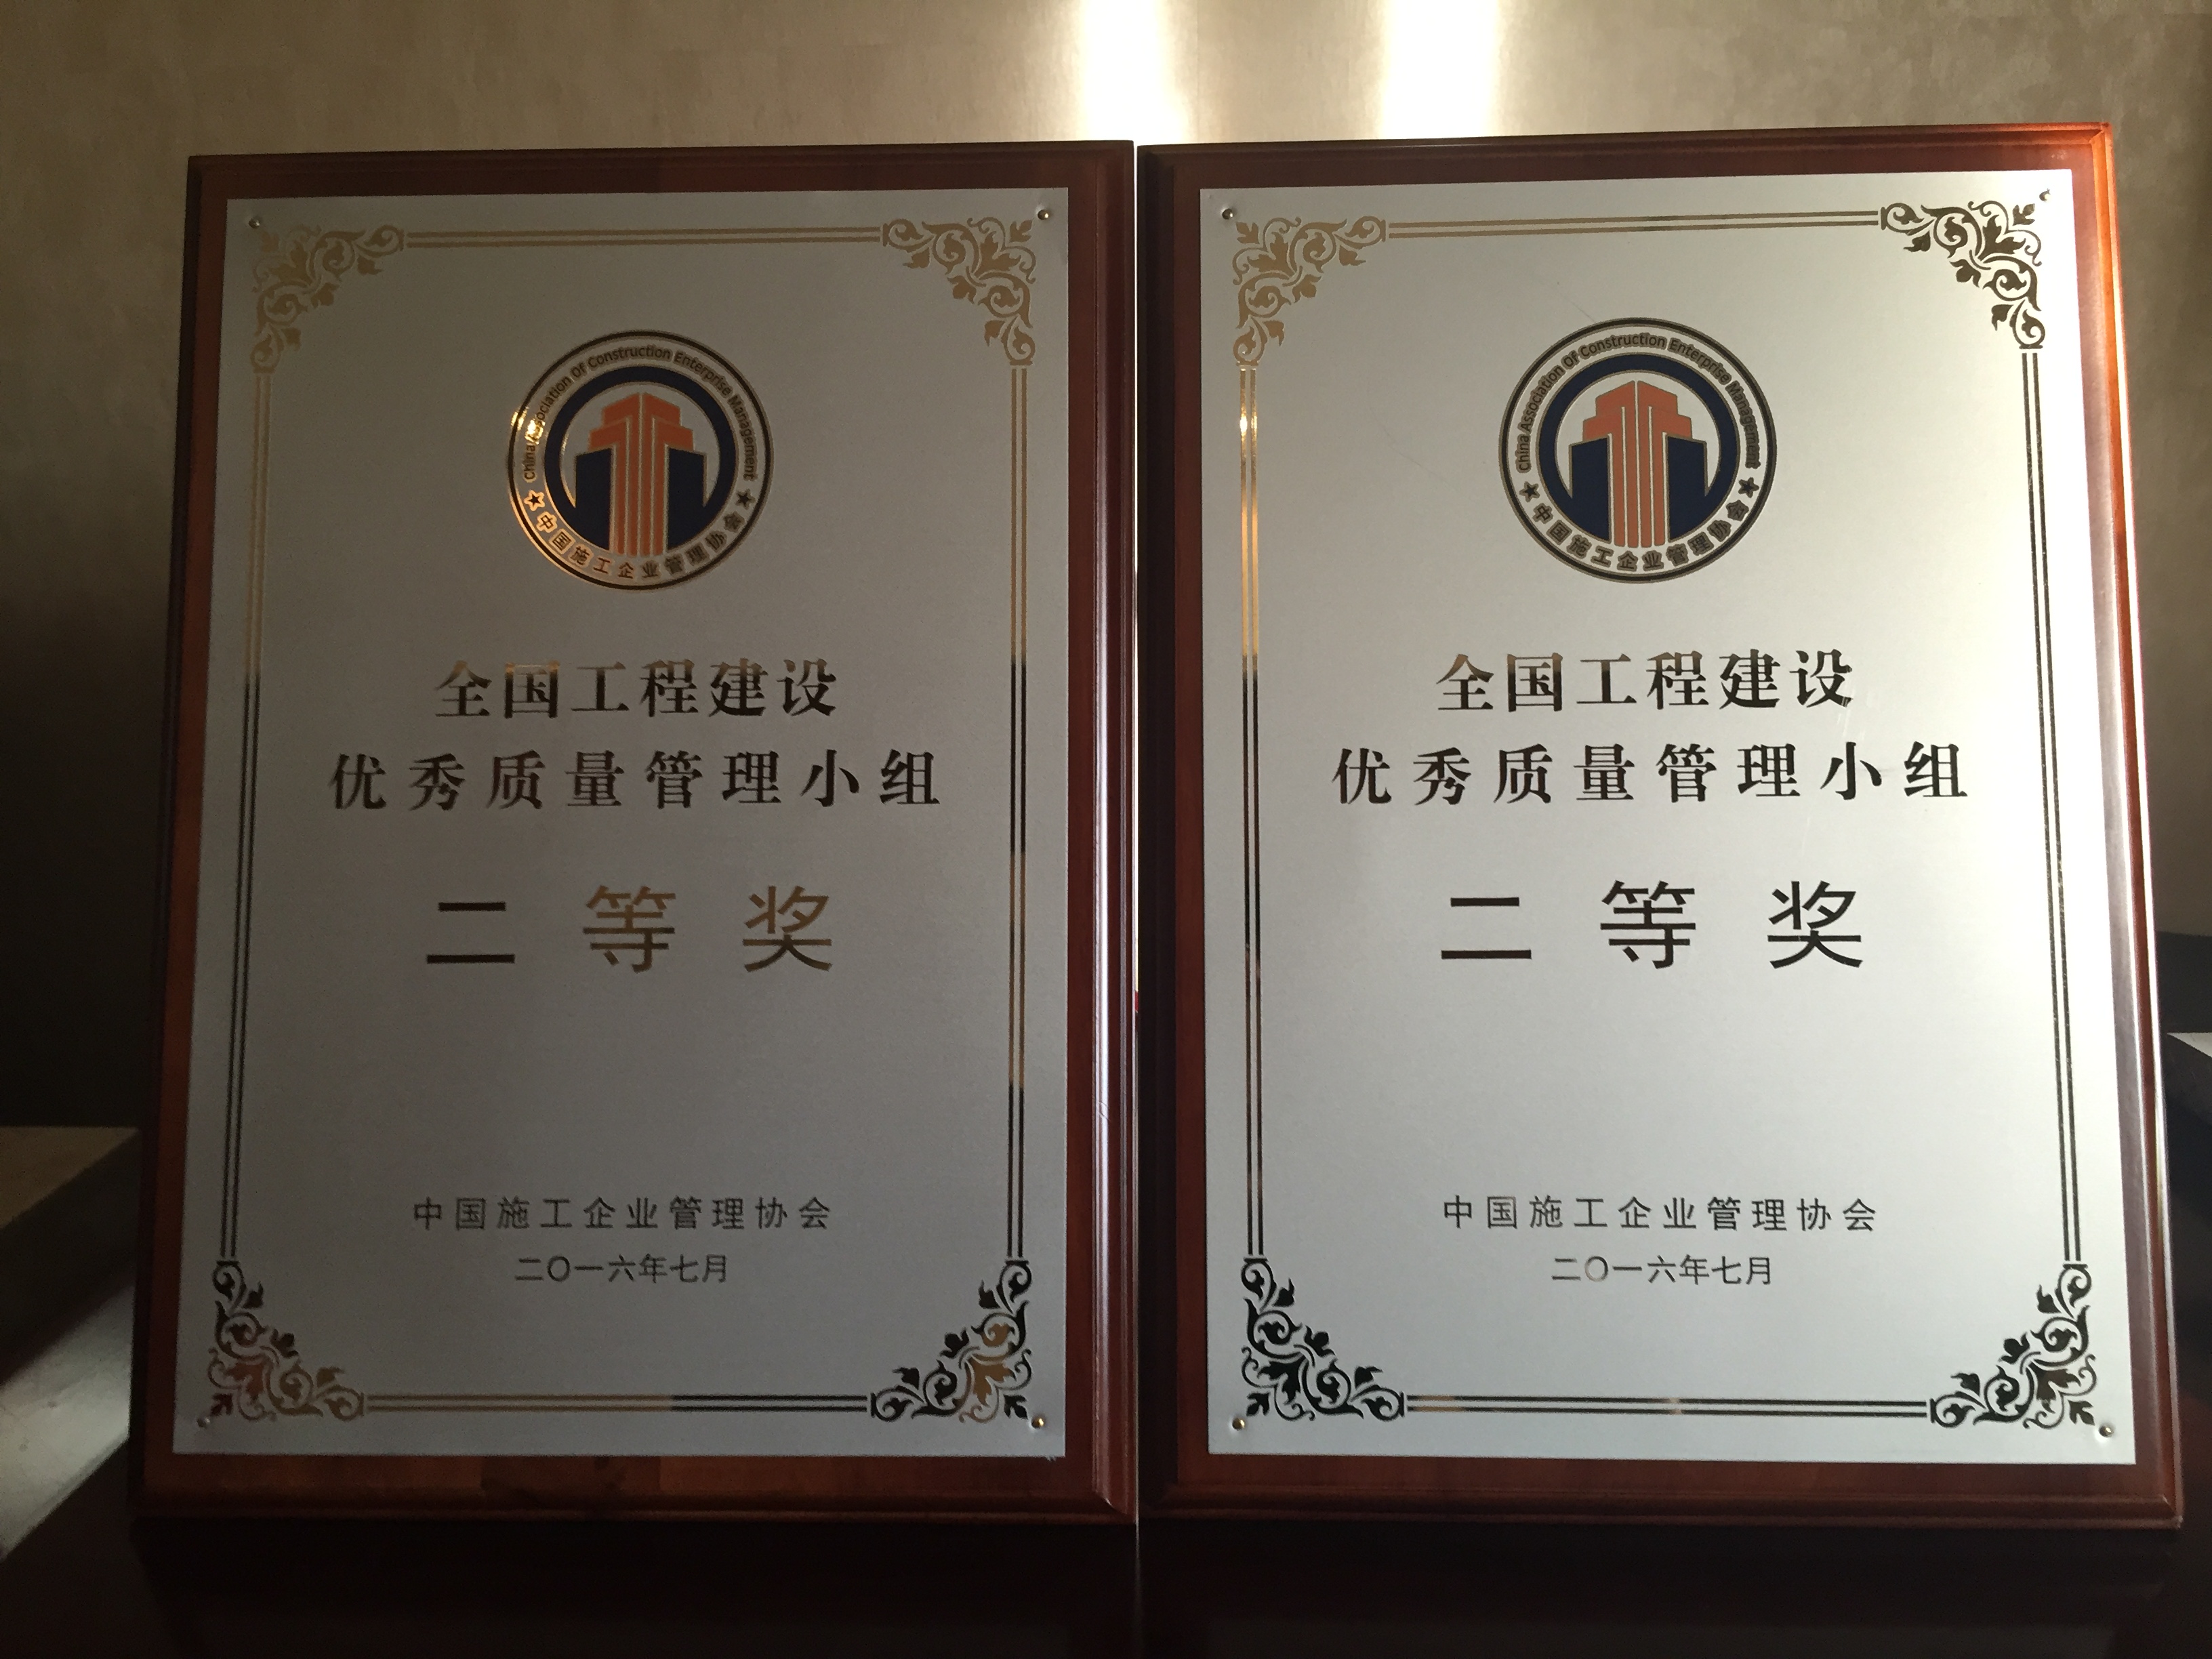 China Association Of Construction Enterprise Management
★中国施工企业管理协会★
全国工程建设
优秀质量管理小组
二等奖
中国施工企业管理协会
二〇一六年七月
China Association Of Construction Enterprise Management
★中国施工企业管理协会★
全国工程建设
优秀质量管理小组
二等奖
中国施工企业管理协会
二〇一六年七月